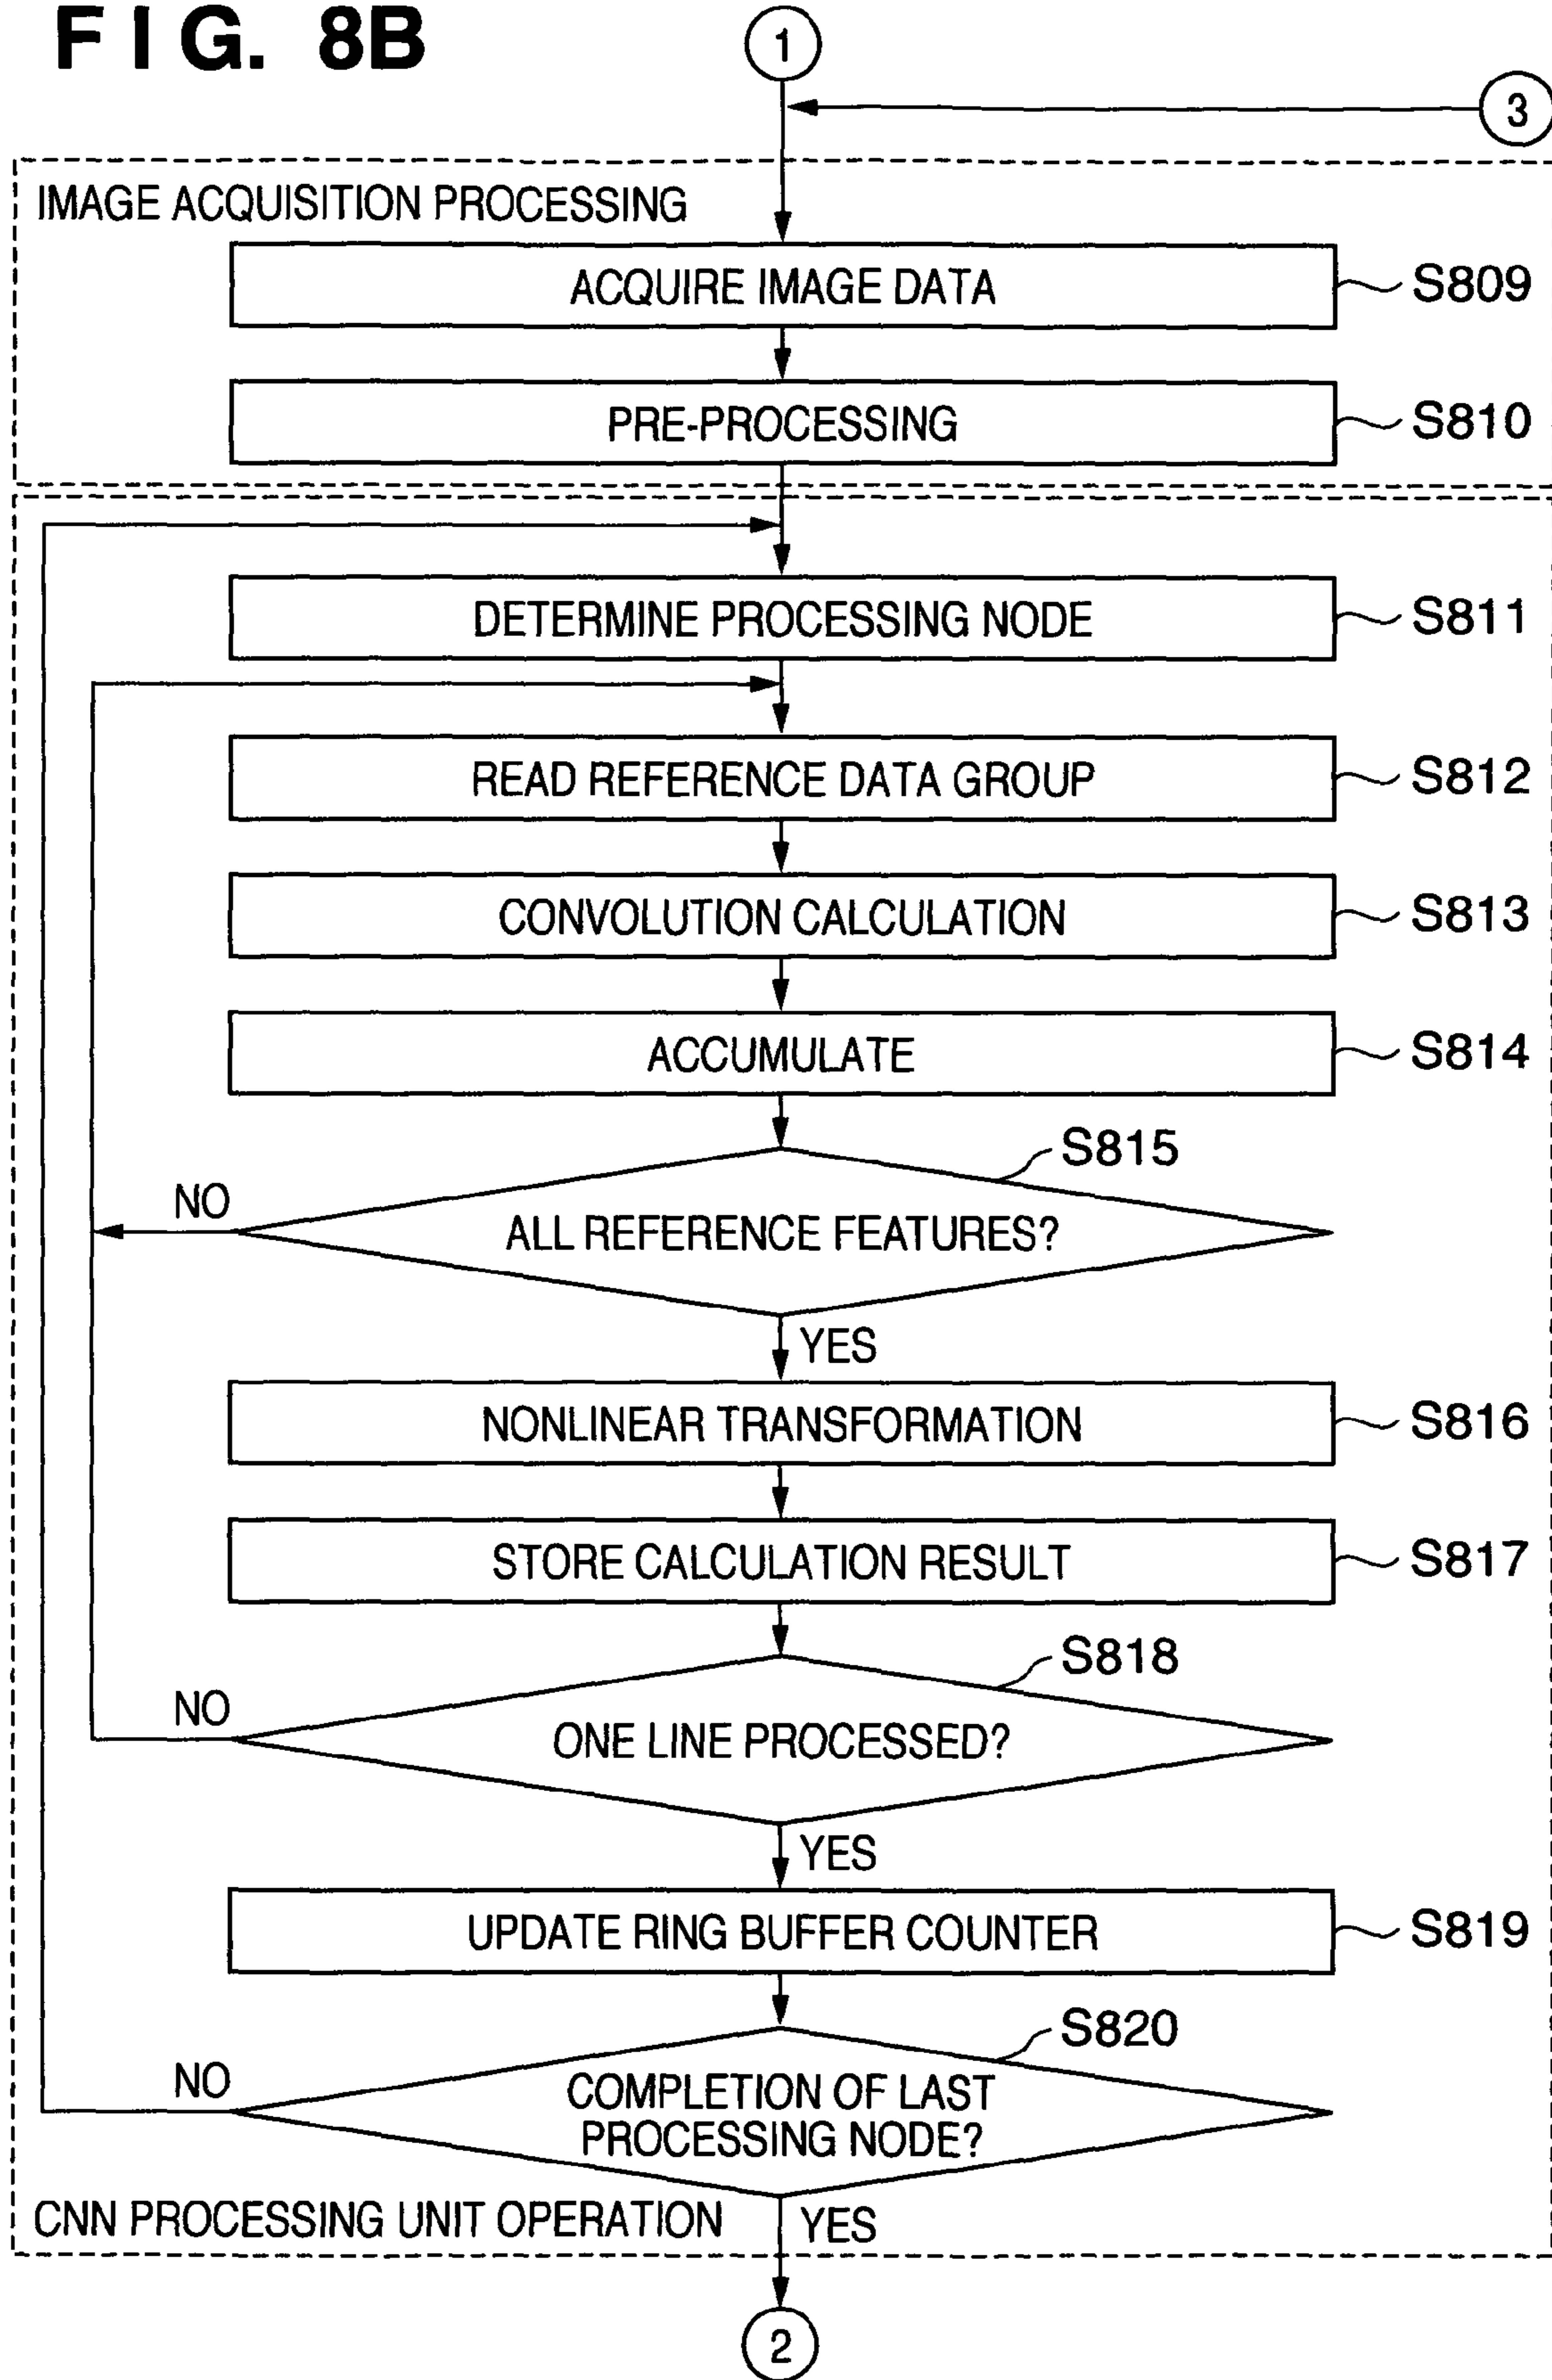 FIG. 8B
1
3
IMAGE ACQUISITION PROCESSING
ACQUIRE IMAGE DATA
S809
PRE-PROCESSING
S810
DETERMINE PROCESSING NODE
S811
READ REFERENCE DATA GROUP
S812
CONVOLUTION CALCULATION
S813
ACCUMULATE
S814
S815
NO
ALL REFERENCE FEATURES?
YES
NONLINEAR TRANSFORMATION
S816
STORE CALCULATION RESULT
S817
S818
NO
ONE LINE PROCESSED?
YES
UPDATE RING BUFFER COUNTER
S819
S820
NO
COMPLETION OF LAST
PROCESSING NODE?
CNN PROCESSING UNIT OPERATION
YES
2